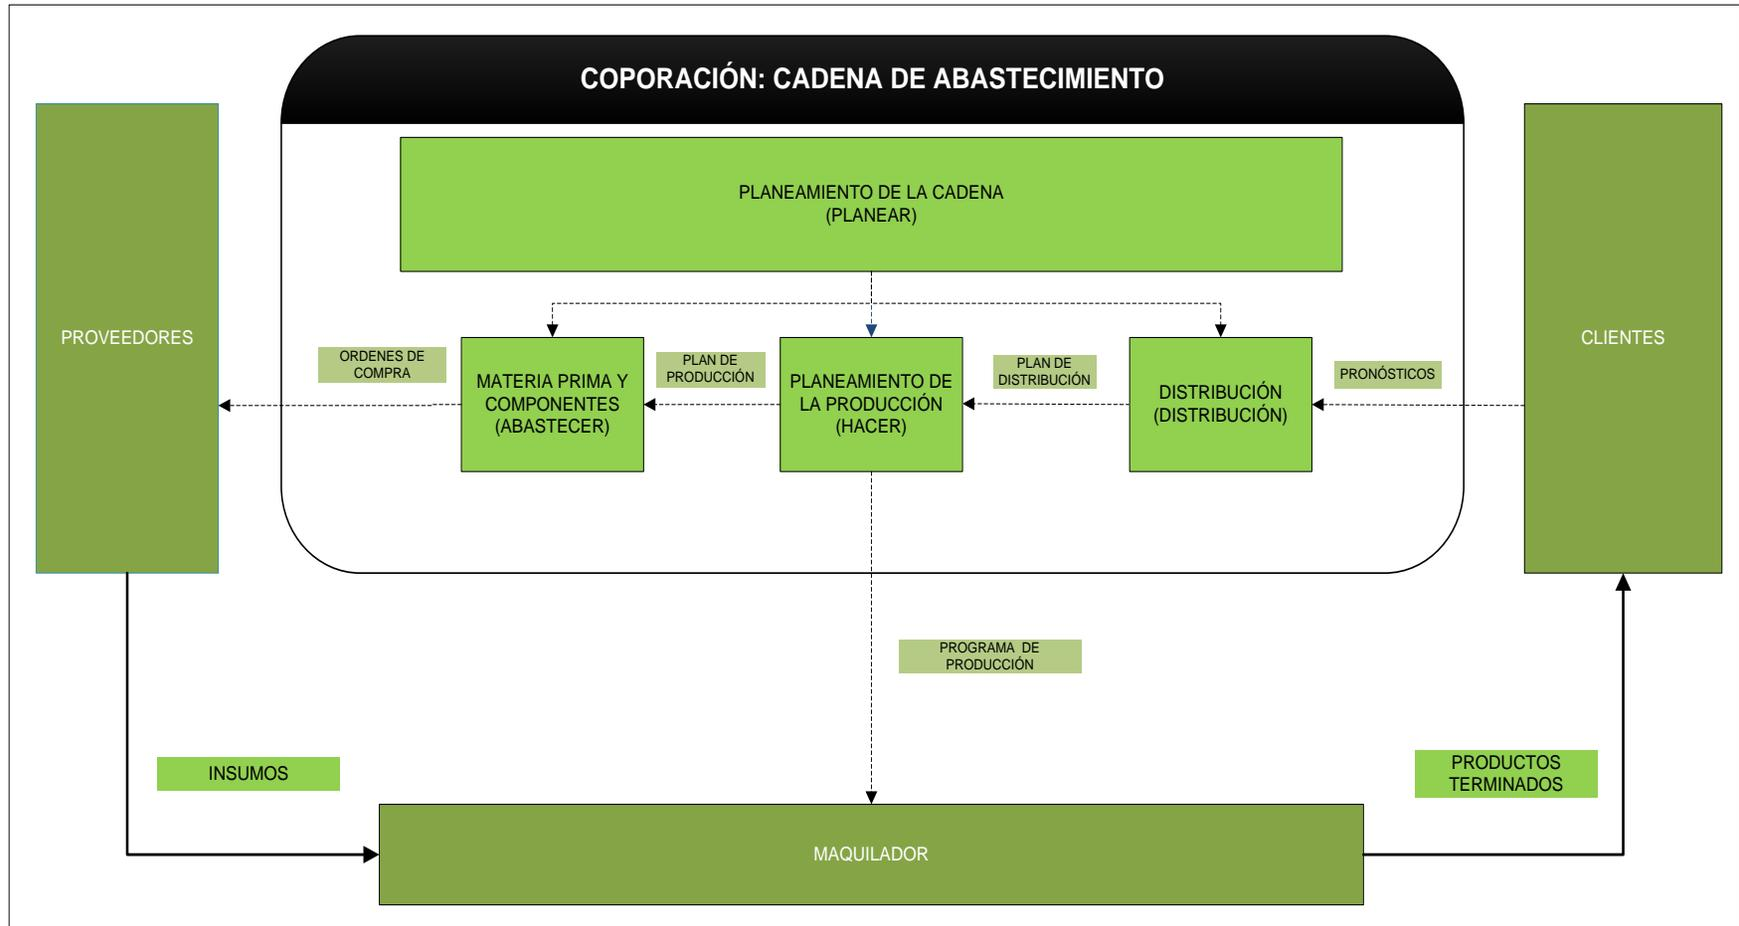 COPORACIÓN: CADENA DE ABASTECIMIENTO
PLANEAMIENTO DE LA CADENA
(PLANEAR)
PROVEEDORES
CLIENTES
ORDENES DE
COMPRA
MATERIA PRIMA Y
COMPONENTES
(ABASTECER)
PLAN DE
PRODUCCIÓN
PLANEAMIENTO DE
LA PRODUCCIÓN
(HACER)
PLAN DE
DISTRIBUCIÓN
DISTRIBUCIÓN
(DISTRIBUCIÓN)
PRONÓSTICOS
PROGRAMA DE
PRODUCCIÓN
INSUMOS
PRODUCTOS
TERMINADOS
MAQUILADOR